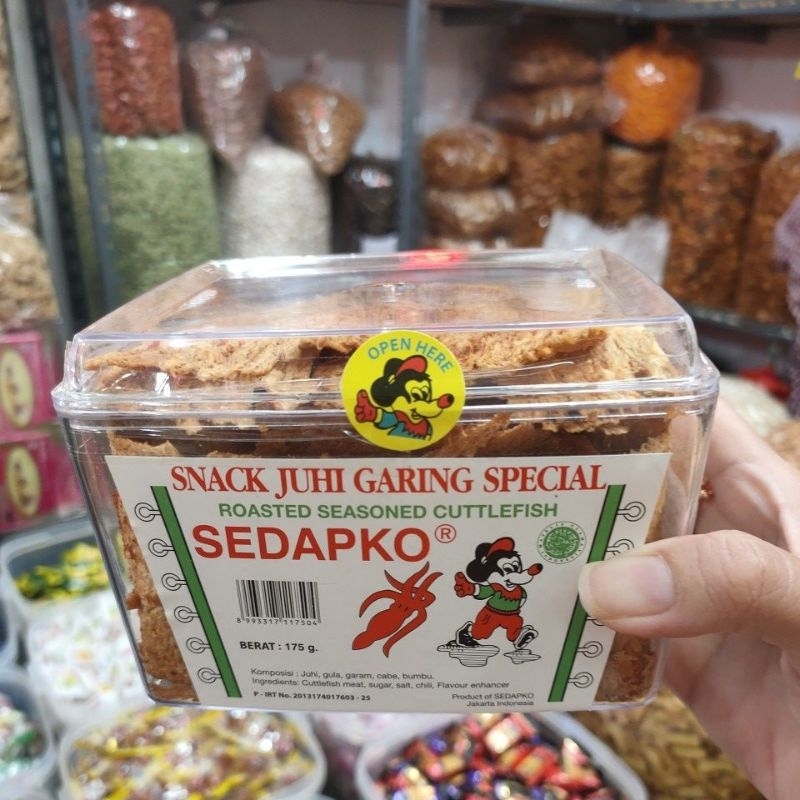 OPEN HERE
SNACK JUHI GARING SPECIAL
ROASTED SEASONED CUTTLEFISH
SEDAPKO®
8 993317 117504
BERAT : 175 g.
Komposisi : Juhi, gula, garam, cabe, bumbu.
Ingredients: Cuttlefish meat, sugar, salt, chili, Flavour enhancer
P - IRT No. 2013174017603 - 25
Product of SEDAPKO
Jakarta Indonesia